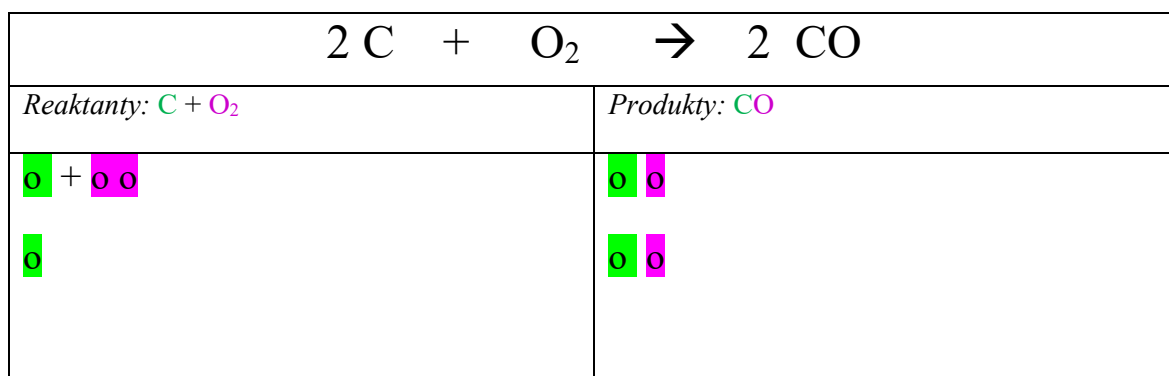 2 C + O₂ → 2 CO
Reaktanty: C + O₂
Produkty: CO
o + o o
o o
o
o o